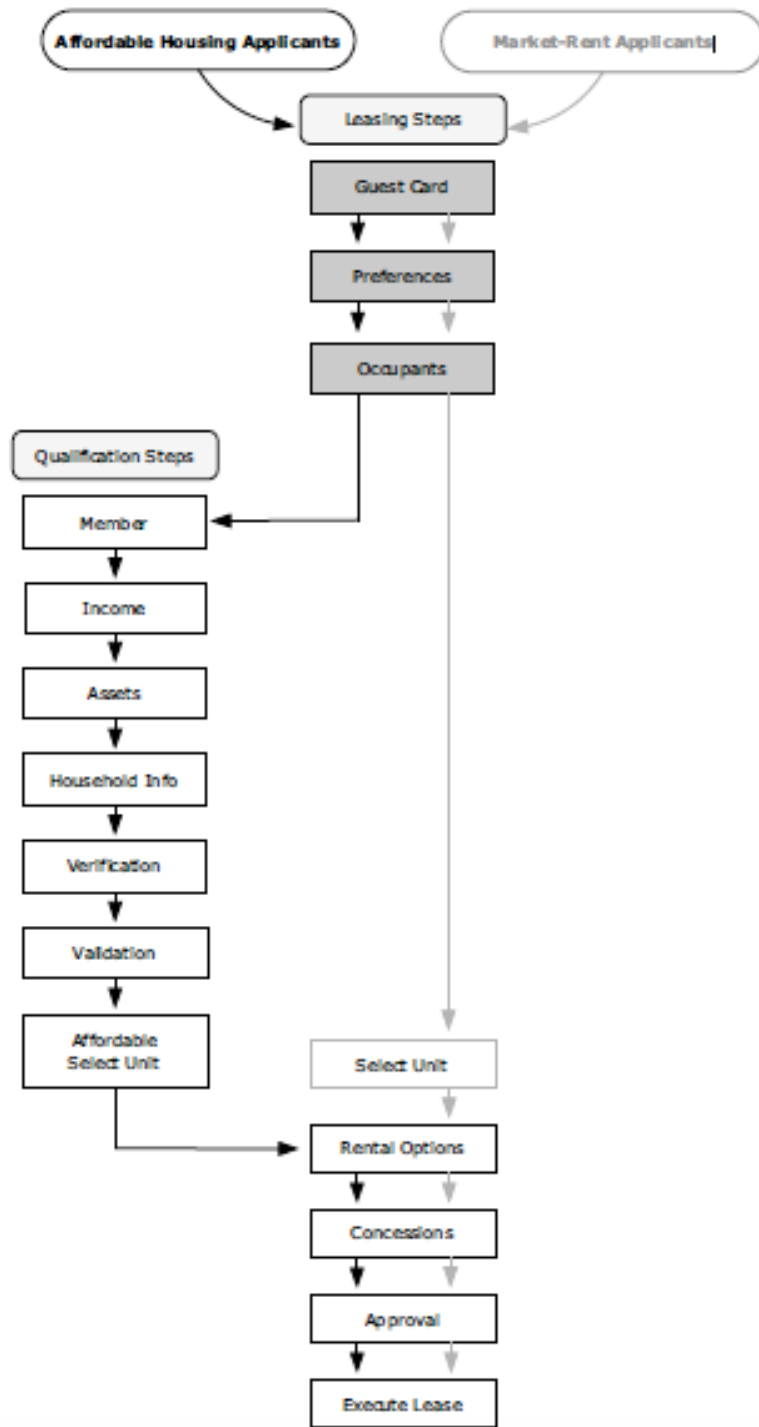 Affordable Housing Applicants
Market-Rent Applicants
Leasing Steps
Guest Card
Preferences
Occupants
Qualification Steps
Member
Income
Assets
Household Info
Verification
Validation
Affordable
Select Unit
Select Unit
Rental Options
Concessions
Approval
Execute Lease